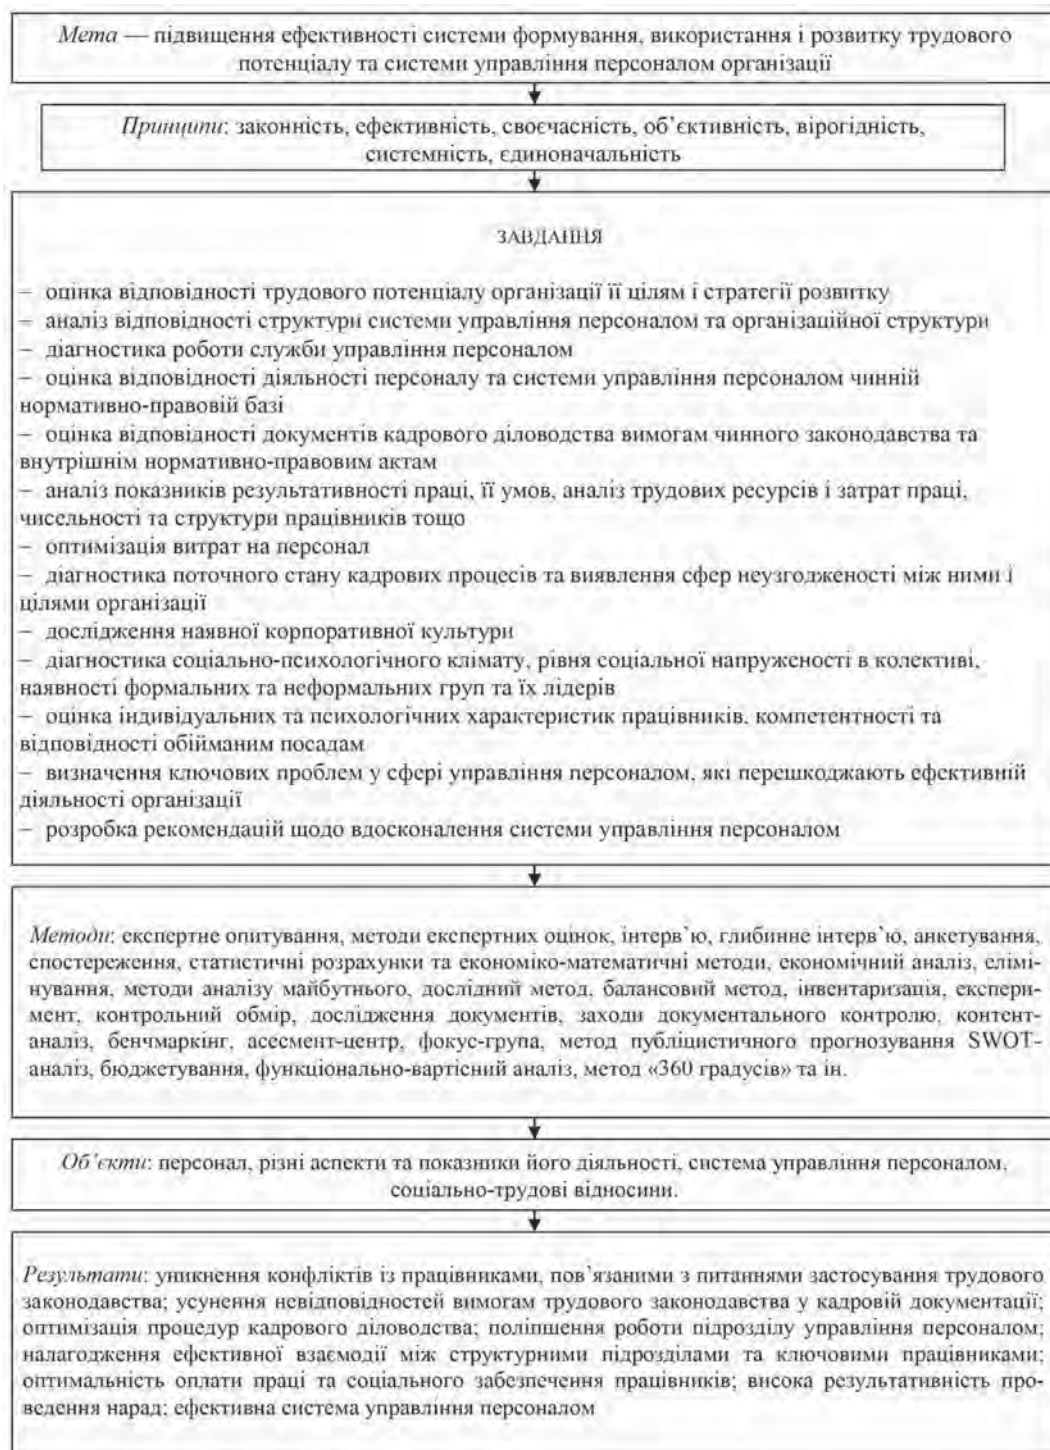 Мета — підвищення ефективності системи формування, використання і розвитку трудового
потенціалу та системи управління персоналом організації
Принципи: законність, ефективність, своєчасність, об’єктивність, вірогідність,
системність, єдиноначальність
ЗАВДАННЯ
– оцінка відповідності трудового потенціалу організації її цілям і стратегії розвитку
– аналіз відповідності структури системи управління персоналом та організаційної структури
– діагностика роботи служби управління персоналом
– оцінка відповідності діяльності персоналу та системи управління персоналом чинній
нормативно-правовій базі
– оцінка відповідності документів кадрового діловодства вимогам чинного законодавства та
внутрішнім нормативно-правовим актам
– аналіз показників результативності праці, її умов, аналіз трудових ресурсів і затрат праці,
чисельності та структури працівників тощо
– оптимізація витрат на персонал
– діагностика поточного стану кадрових процесів та виявлення сфер неузгодженості між ними і
цілями організації
– дослідження наявної корпоративної культури
– діагностика соціально-психологічного клімату, рівня соціальної напруженості в колективі,
наявності формальних та неформальних груп та їх лідерів
– оцінка індивідуальних та психологічних характеристик працівників, компетентності та
відповідності обійманим посадам
– визначення ключових проблем у сфері управління персоналом, які перешкоджають ефективній
діяльності організації
– розробка рекомендацій щодо вдосконалення системи управління персоналом
Методи: експертне опитування, методи експертних оцінок, інтерв’ю, глибинне інтерв’ю, анкетування,
спостереження, статистичні розрахунки та економіко-математичні методи, економічний аналіз, елімі-
нування, методи аналізу майбутнього, дослідний метод, балансовий метод, інвентаризація, експери-
мент, контрольний обмір, дослідження документів, заходи документального контролю, контент-
аналіз, бенчмаркінг, асесмент-центр, фокус-група, метод публіцистичного прогнозування SWOT-
аналіз, бюджетування, функціонально-вартісний аналіз, метод «360 градусів» та ін.
Об’єкти: персонал, різні аспекти та показники його діяльності, система управління персоналом,
соціально-трудові відносини.
Результати: уникнення конфліктів із працівниками, пов’язаними з питаннями застосування трудового
законодавства; усунення невідповідностей вимогам трудового законодавства у кадровій документації;
оптимізація процедур кадрового діловодства; поліпшення роботи підрозділу управління персоналом;
налагодження ефективної взаємодії між структурними підрозділами та ключовими працівниками;
оптимальність оплати праці та соціального забезпечення працівників; висока результативність про-
ведення нарад; ефективна система управління персоналом